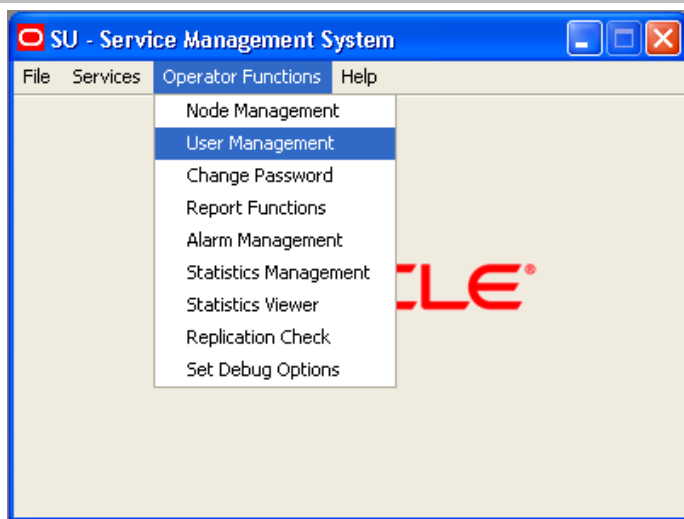 SU - Service Management System
File Services Operator Functions Help
Node Management
User Management
Change Password
Report Functions
Alarm Management
Statistics Management
Statistics Viewer
Replication Check
Set Debug Options
CLE®